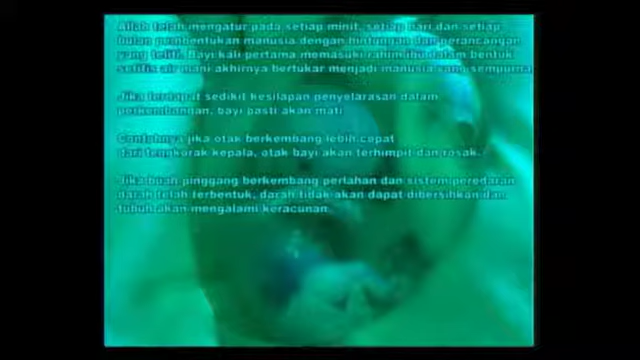 Allah telah mengatur pada setiap minit, setiap hari dan setiap
bulan pembentukan manusia dengan hitungan dan perancangan
yang teliti. Bayi kali pertama memasuki rahim ibu dalam bentuk
setitis air mani akhirnya bertukar menjadi manusia yang sempurna
Jika terdapat sedikit kesilapan penyelarasan dalam
perkembangan, bayi pasti akan mati
Contohnya jika otak berkembang lebih cepat
dari tengkorak kepala, otak bayi akan terhimpit dan rosak.
Jika buah pinggang berkembang perlahan dan sistem peredaran
darah telah terbentuk, darah tidak akan dapat dibersihkan dan
tubuh akan mengalami keracunan